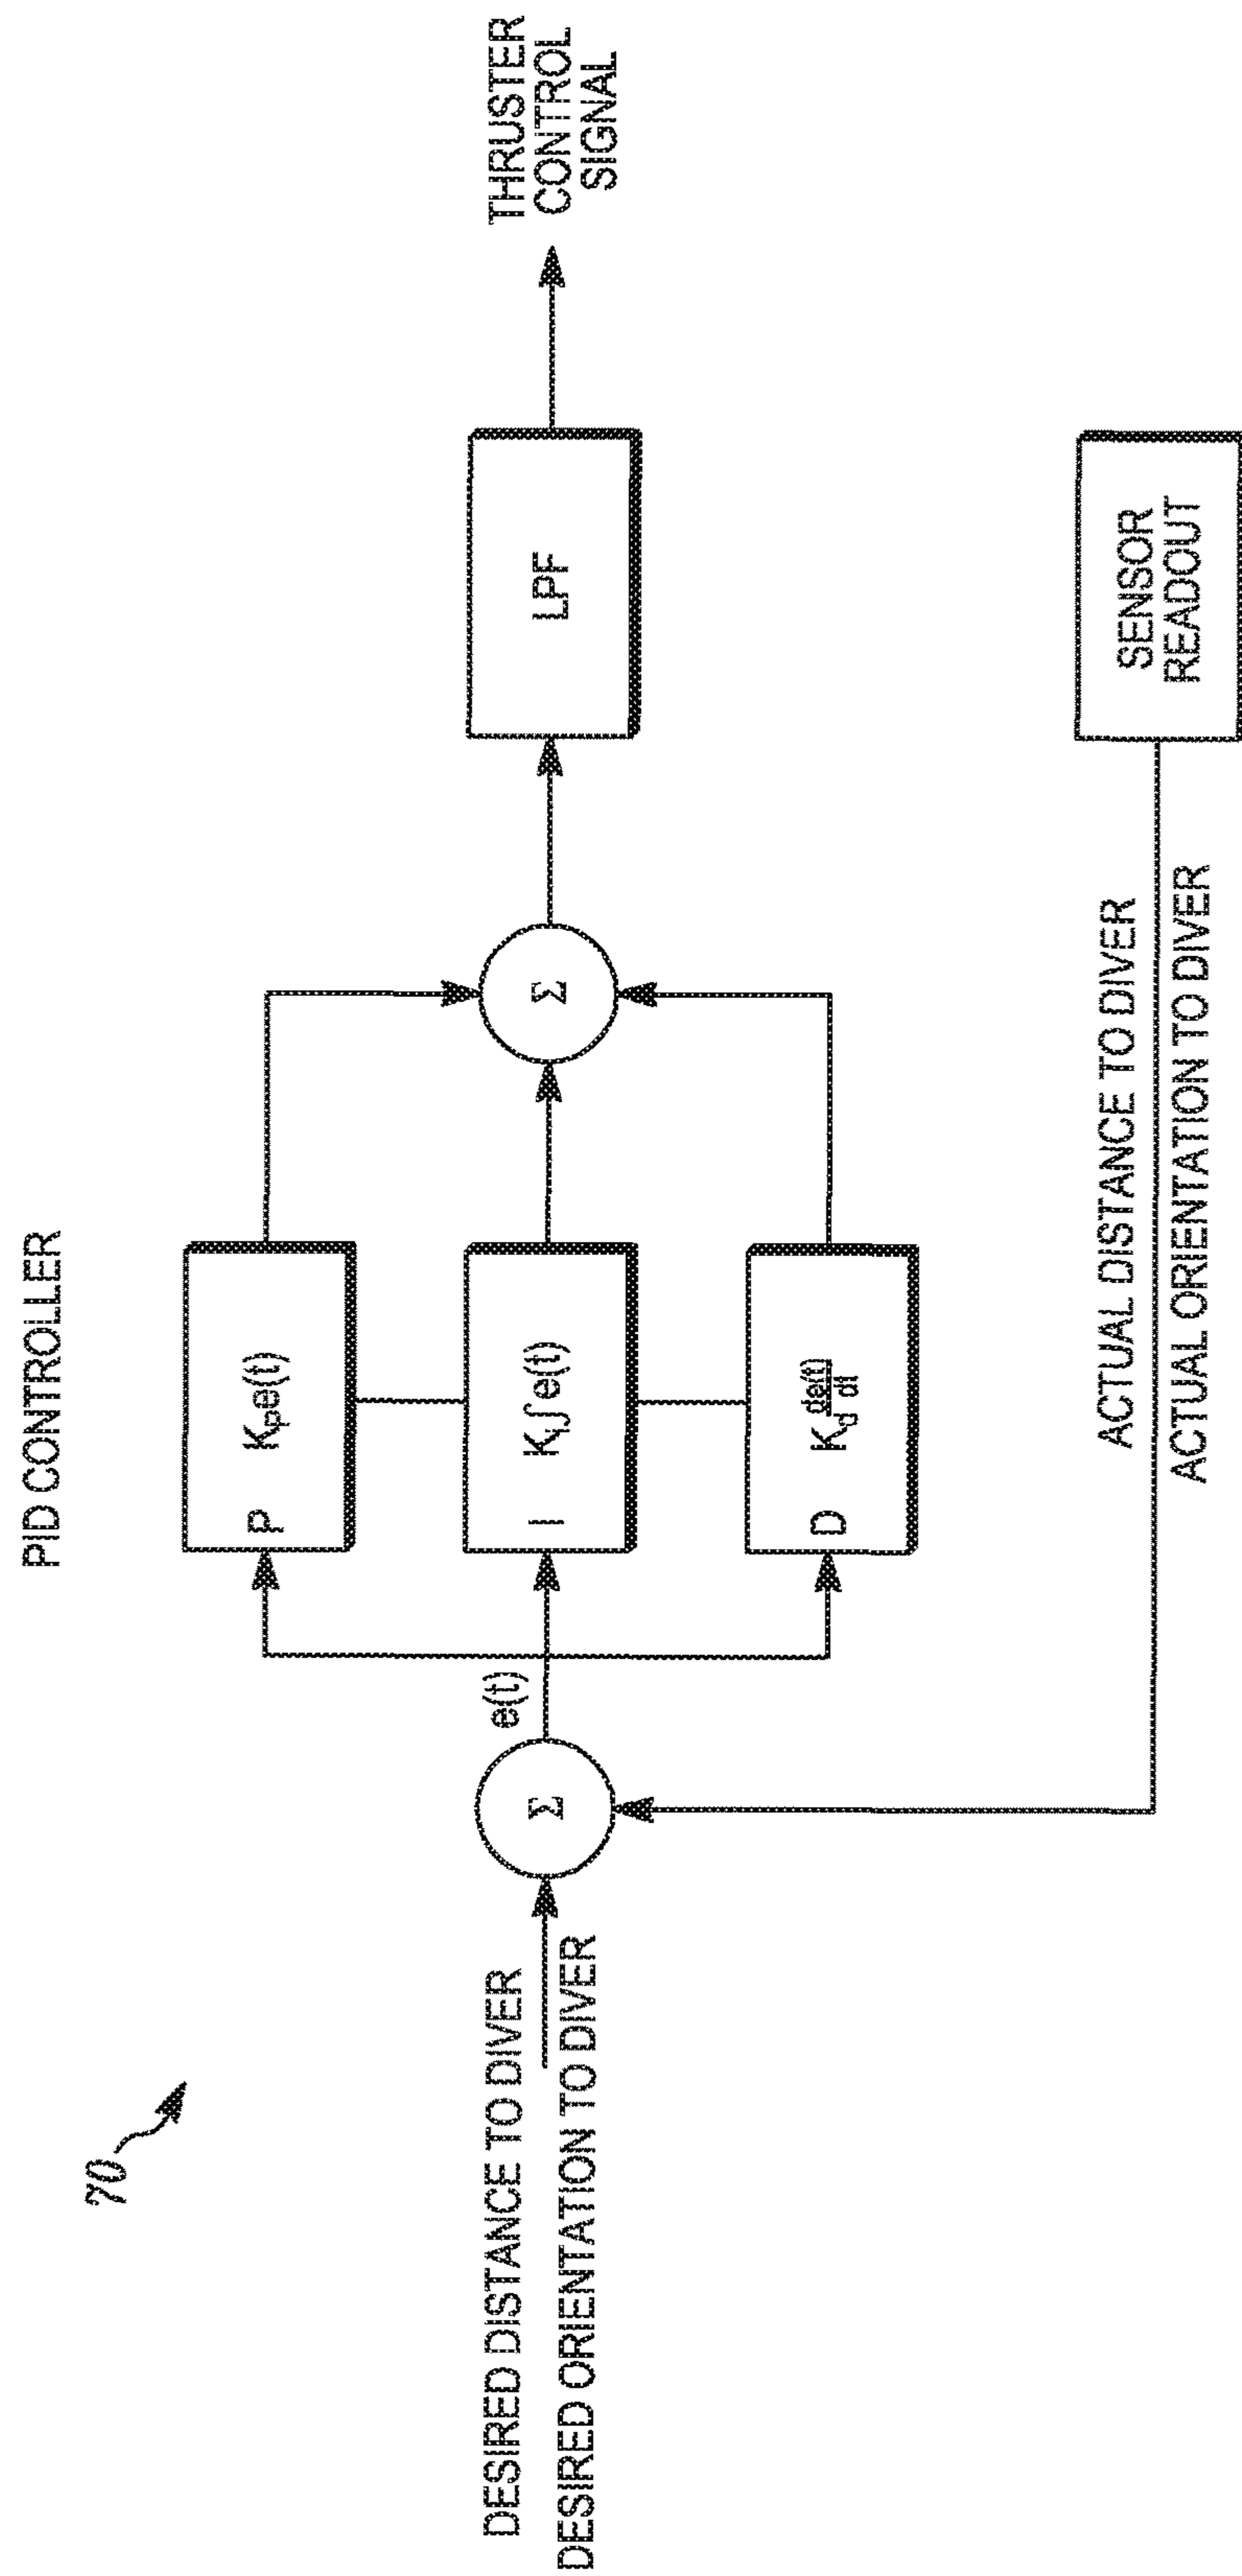 PID CONTROLLER
70
DESIRED DISTANCE TO DIVER
DESIRED ORIENTATION TO DIVER
Σ
e(t)
P Kₚe(t)
I Kᵢ∫e(t)
D K_d de(t)/dt
Σ
LPF
THRUSTER
CONTROL
SIGNAL
ACTUAL DISTANCE TO DIVER
ACTUAL ORIENTATION TO DIVER
SENSOR
READOUT